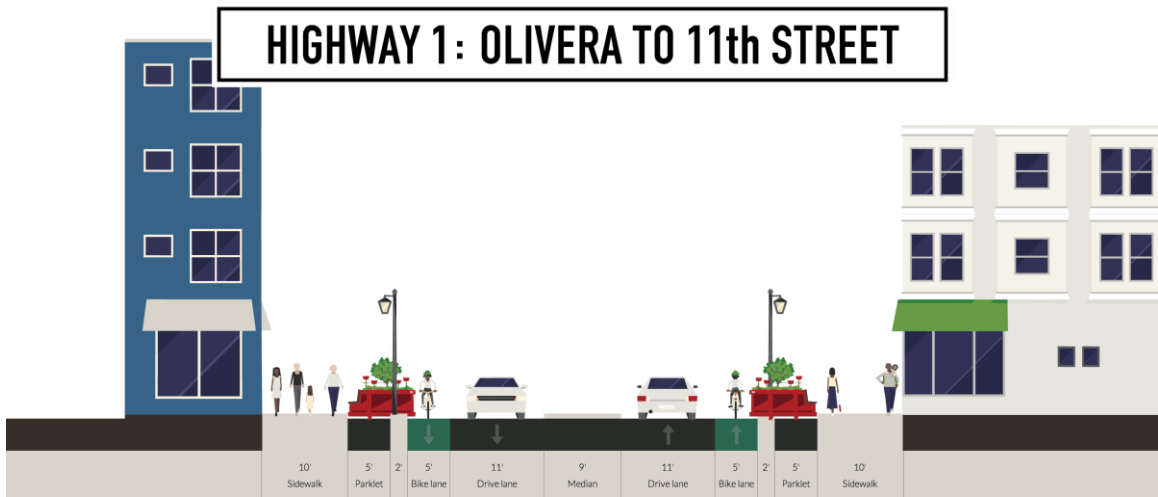 HIGHWAY 1: OLIVERA TO 11th STREET
10' 5' 2' 5' 11' 9' 11' 5' 2' 5' 10'
Sidewalk Parklet Bike lane Drive lane Median Drive lane Bike lane Parklet Sidewalk